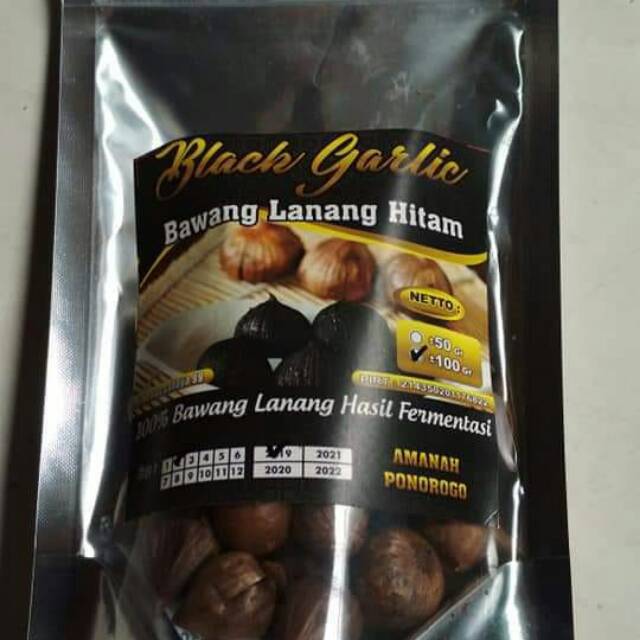 Black Garlic
Bawang Lanang Hitam
NETTO :
±50 Gr
±100 Gr
100% Bawang Lanang Hasil Fermentasi
1 3 4 5 6 19 2021
7 8 9 10 11 12 2020 2022
AMANAH
PONOROGO